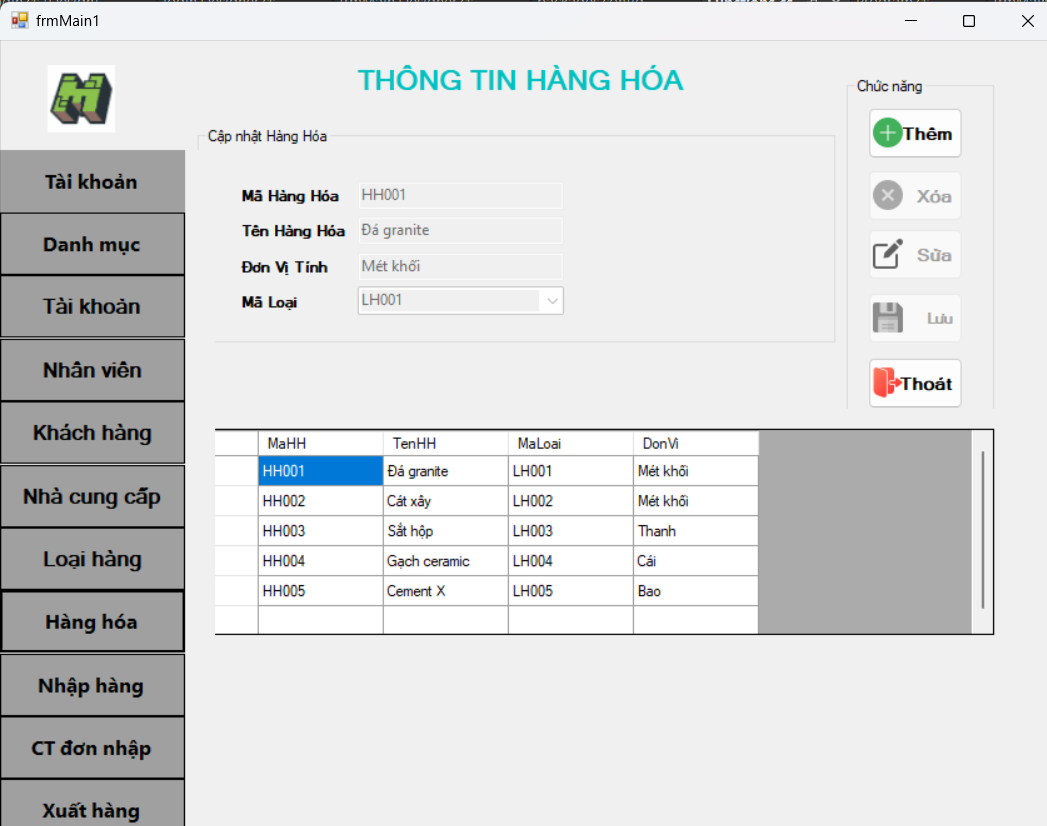 frmMain1
THÔNG TIN HÀNG HÓA
Chức năng
Cập nhật Hàng Hóa
Mã Hàng Hóa HH001
Tên Hàng Hóa Đá granite
Đơn Vị Tính Mét khối
Mã Loại LH001
Thêm
Xóa
Sửa
Lưu
Thoát
Tài khoản
Danh mục
Tài khoản
Nhân viên
Khách hàng
Nhà cung cấp
Loại hàng
Hàng hóa
Nhập hàng
CT đơn nhập
Xuất hàng
MaHH TenHH MaLoai DonVi
HH001 Đá granite LH001 Mét khối
HH002 Cát xây LH002 Mét khối
HH003 Sắt hộp LH003 Thanh
HH004 Gạch ceramic LH004 Cái
HH005 Cement X LH005 Bao